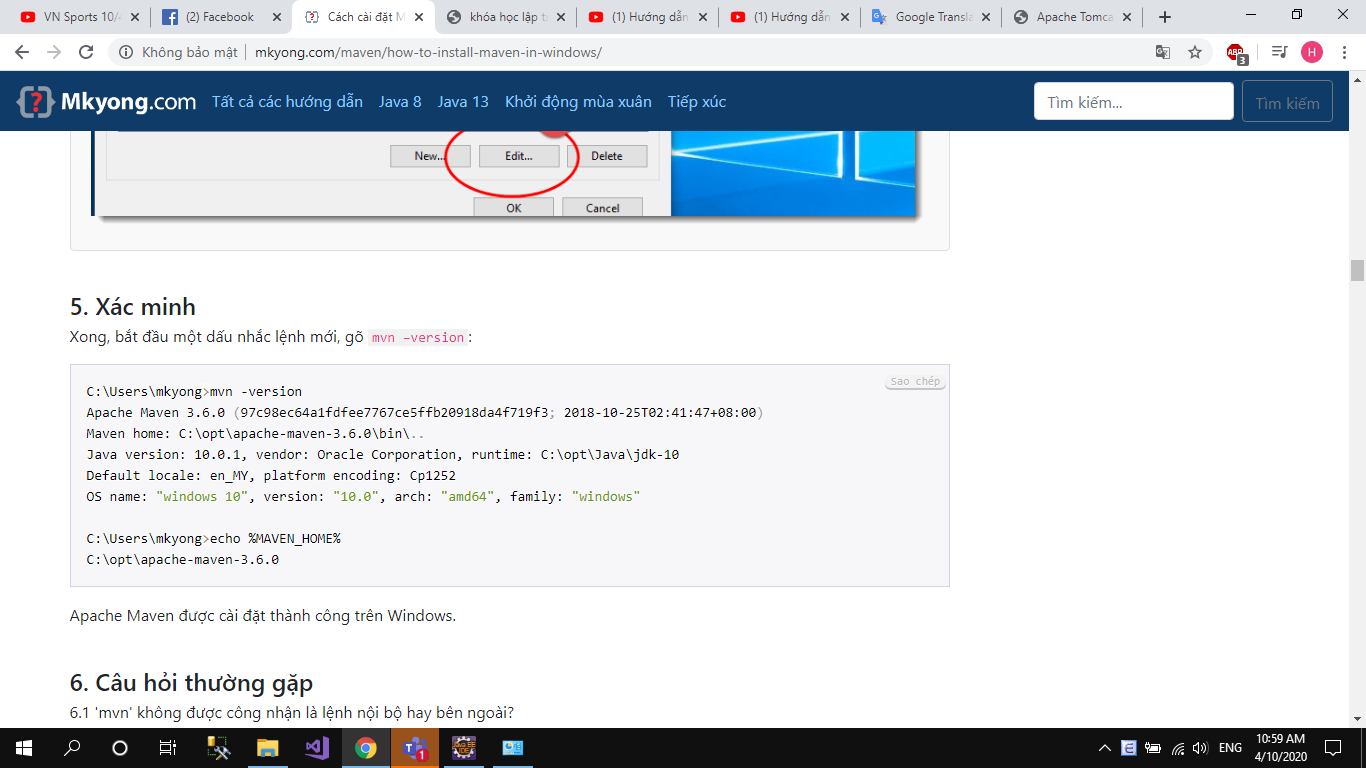 VN Sports 10/4
(2) Facebook
Cách cài đặt M
khóa học lập t
(1) Hướng dẫn
(1) Hướng dẫn
Google Transla
Apache Tomca
Không bảo mật | mkyong.com/maven/how-to-install-maven-in-windows/
ABP
3
H
Mkyong.com Tất cả các hướng dẫn Java 8 Java 13 Khởi động mùa xuân Tiếp xúc
Tìm kiếm...
Tìm kiếm
New... Edit... Delete
OK Cancel
5. Xác minh
Xong, bắt đầu một dấu nhắc lệnh mới, gõ mvn –version:
Sao chép
C:\Users\mkyong>mvn -version
Apache Maven 3.6.0 (97c98ec64a1fdfee7767ce5ffb20918da4f719f3; 2018-10-25T02:41:47+08:00)
Maven home: C:\opt\apache-maven-3.6.0\bin\..
Java version: 10.0.1, vendor: Oracle Corporation, runtime: C:\opt\Java\jdk-10
Default locale: en_MY, platform encoding: Cp1252
OS name: "windows 10", version: "10.0", arch: "amd64", family: "windows"
C:\Users\mkyong>echo %MAVEN_HOME%
C:\opt\apache-maven-3.6.0
Apache Maven được cài đặt thành công trên Windows.
6. Câu hỏi thường gặp
6.1 'mvn' không được công nhận là lệnh nội bộ hay bên ngoài?
1
Java EE
IDE
ENG
10:59 AM
4/10/2020